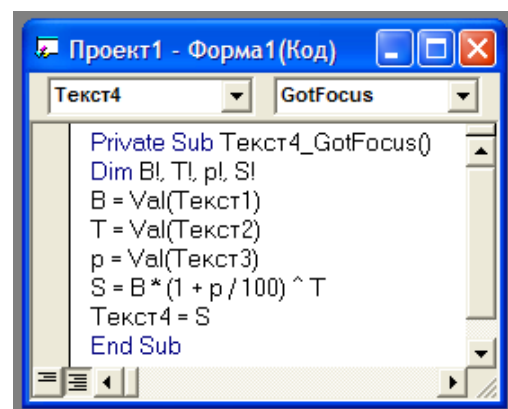 Проект1 - Форма1(Код)
Текст4 GotFocus
Private Sub Текст4_GotFocus()
Dim B!, T!, p!, S!
B = Val(Текст1)
T = Val(Текст2)
p = Val(Текст3)
S = B * (1 + p / 100) ^ T
Текст4 = S
End Sub